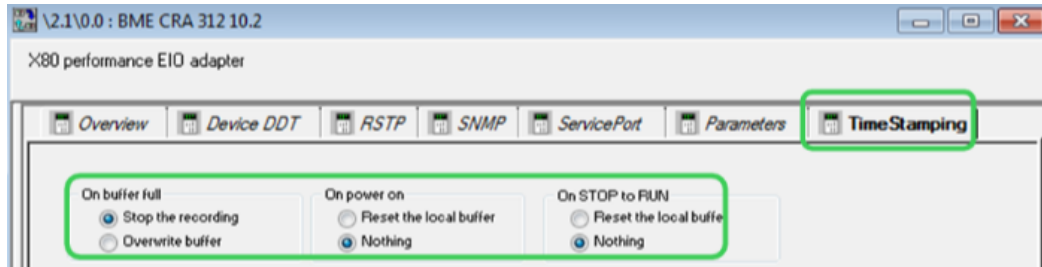 \2.1\0.0 : BME CRA 312 10.2
X80 performance EIO adapter
Overview Device DDT RSTP SNMP ServicePort Parameters TimeStamping
On buffer full On power on On STOP to RUN
Stop the recording Reset the local buffer Reset the local buffe
Overwrite buffer Nothing Nothing